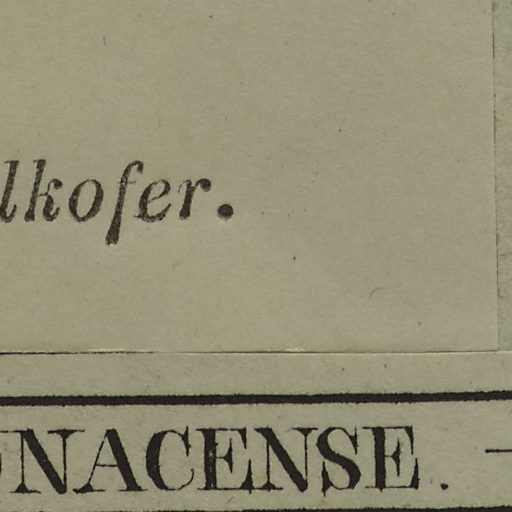 lkofer.
NACENSE. –